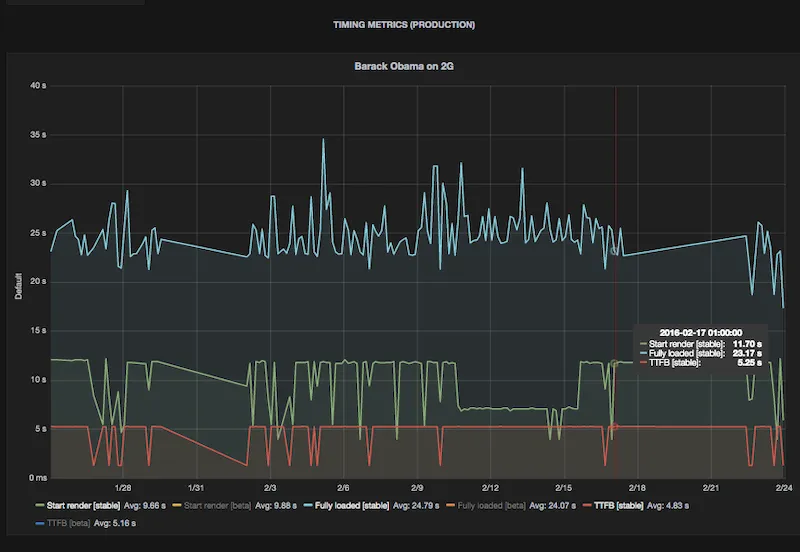 TIMING METRICS (PRODUCTION)
Barack Obama on 2G
40 s
35 s
30 s
25 s
20 s
15 s
10 s
5 s
0 ms
Default
2016-02-17 01:00:00
Start render [stable]: 11.70 s
Fully loaded [stable]: 23.17 s
TTFB [stable]: 5.25 s
1/28 1/31 2/3 2/6 2/9 2/12 2/15 2/18 2/21 2/24
Start render [stable] Avg: 9.66 s Start render [beta] Avg: 9.86 s Fully loaded [stable] Avg: 24.79 s Fully loaded [beta] Avg: 24.07 s TTFB [stable] Avg: 4.83 s
TTFB [beta] Avg: 5.16 s